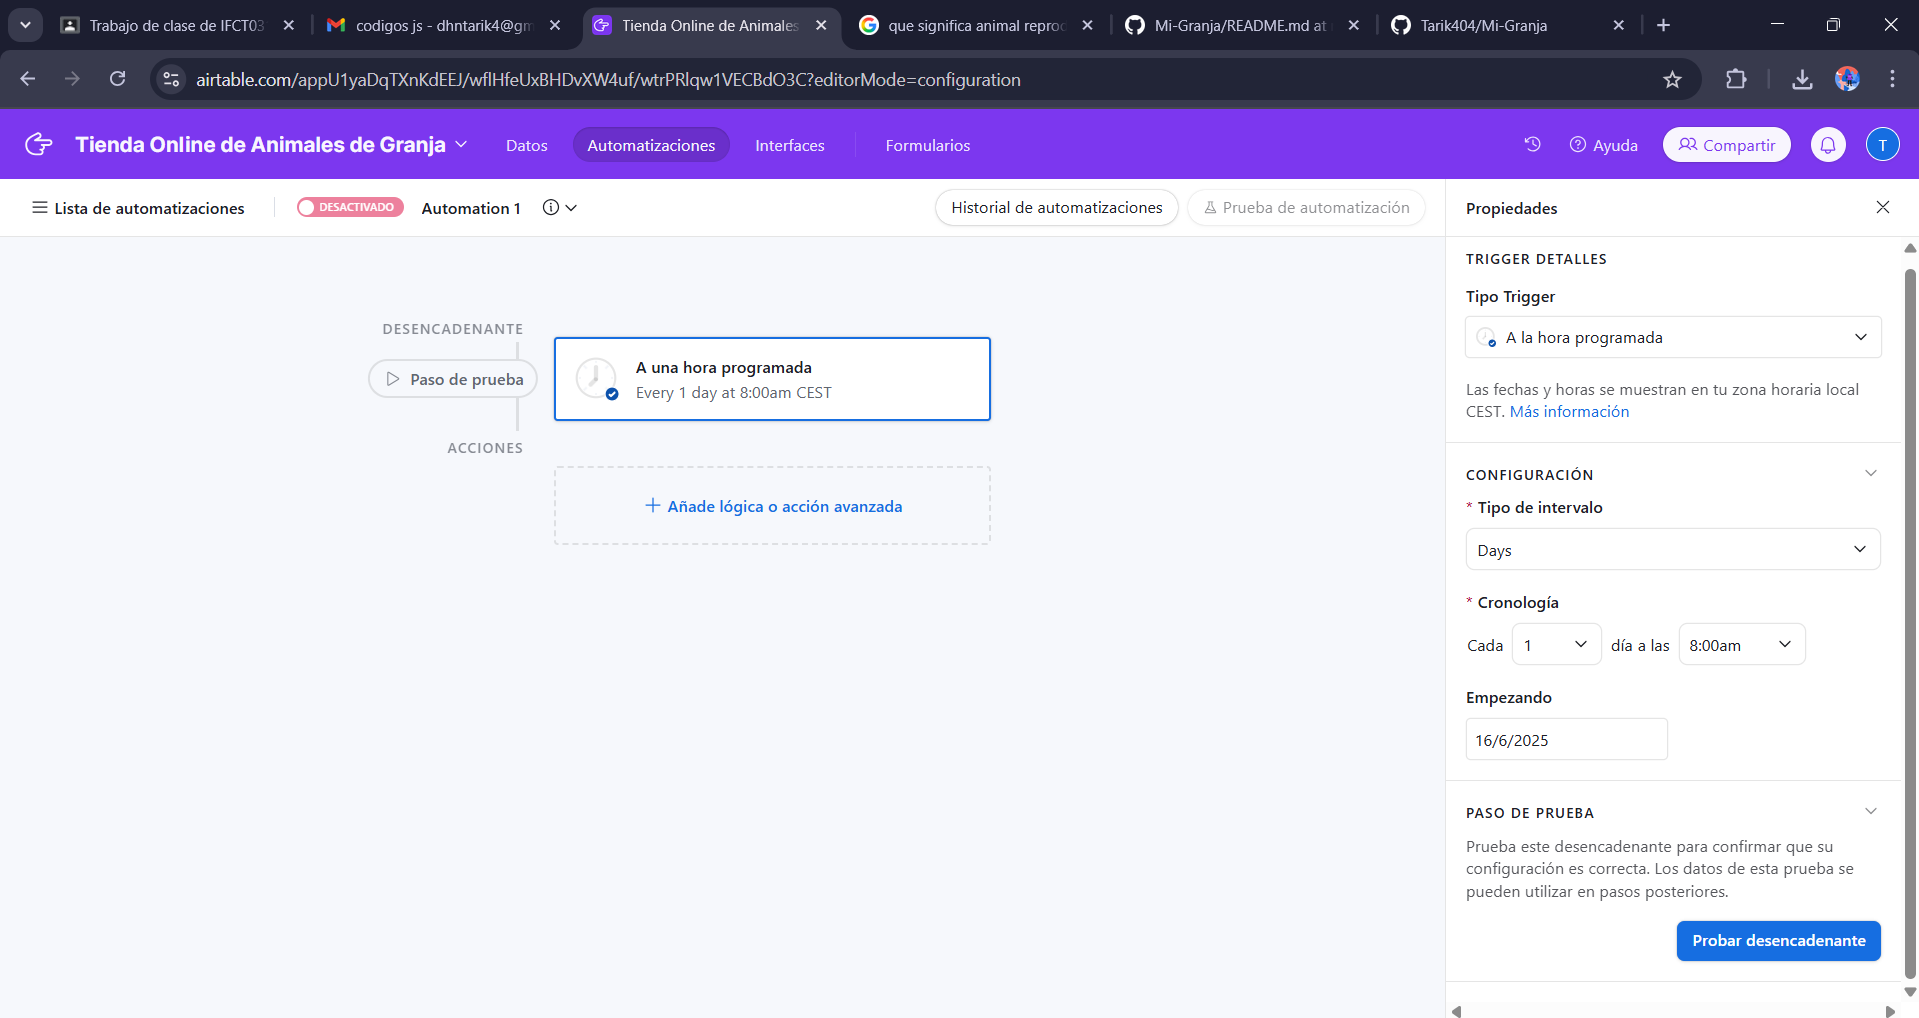 Trabajo de clase de IFCT03
codigos js - dhntarik4@gm
Tienda Online de Animales
que significa animal reproc
Mi-Granja/README.md at
Tarik404/Mi-Granja
airtable.com/appU1yaDqTXnKdEEJ/wflHfeUxBHDvXW4uf/wtrPRlqw1VECBdO3C?editorMode=configuration
Tienda Online de Animales de Granja
Datos
Automatizaciones
Interfaces
Formularios
Ayuda
Compartir
T
Lista de automatizaciones
DESACTIVADO
Automation 1
Historial de automatizaciones
Prueba de automatización
Propiedades
DESENCADENANTE
Paso de prueba
A una hora programada
Every 1 day at 8:00am CEST
ACCIONES
Añade lógica o acción avanzada
TRIGGER DETALLES
Tipo Trigger
A la hora programada
Las fechas y horas se muestran en tu zona horaria local
CEST. Más información
CONFIGURACIÓN
* Tipo de intervalo
Days
* Cronología
Cada 1 día a las 8:00am
Empezando
16/6/2025
PASO DE PRUEBA
Prueba este desencadenante para confirmar que su
configuración es correcta. Los datos de esta prueba se
pueden utilizar en pasos posteriores.
Probar desencadenante